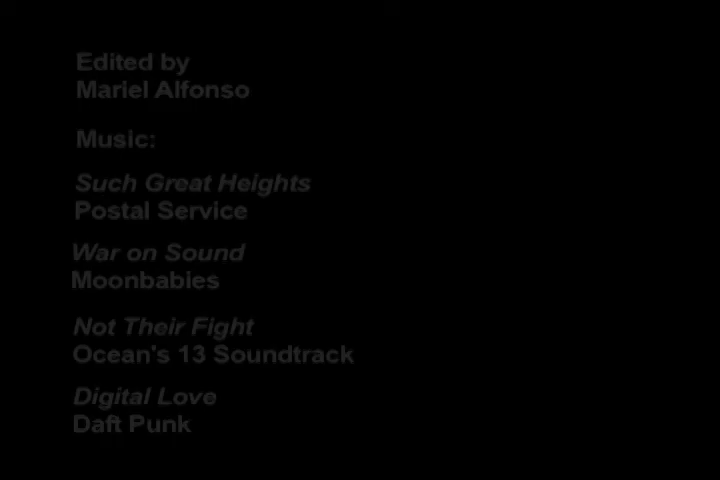 Edited by
Mariel Alfonso
Music:
Such Great Heights
Postal Service
War on Sound
Moonbabies
Not Their Fight
Ocean's 13 Soundtrack
Digital Love
Daft Punk